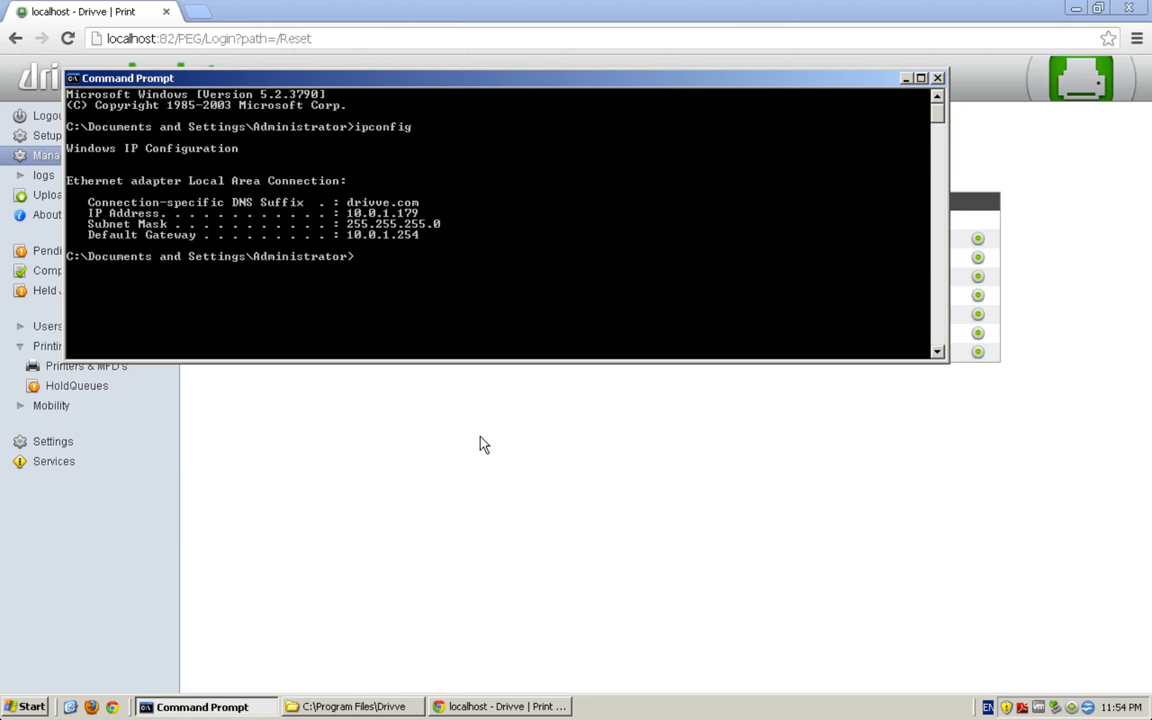 localhost - Drivve | Print
localhost:82/PEG/Login?path=/Reset
Command Prompt
Microsoft Windows [Version 5.2.3790]
(C) Copyright 1985-2003 Microsoft Corp.
C:\Documents and Settings\Administrator>ipconfig
Windows IP Configuration
Ethernet adapter Local Area Connection:
Connection-specific DNS Suffix . : drivve.com
IP Address. . . . . . . . . . . . : 10.0.1.179
Subnet Mask . . . . . . . . . . . : 255.255.255.0
Default Gateway . . . . . . . . . : 10.0.1.254
C:\Documents and Settings\Administrator>
Logou
Setup
Mana
logs
Uploa
About
Pendi
Comp
Held
Users
Printin
Printers & MFD's
HoldQueues
Mobility
Settings
Services
Start
Command Prompt
C:\Program Files\Drivve
localhost - Drivve | Print ...
EN
11:54 PM